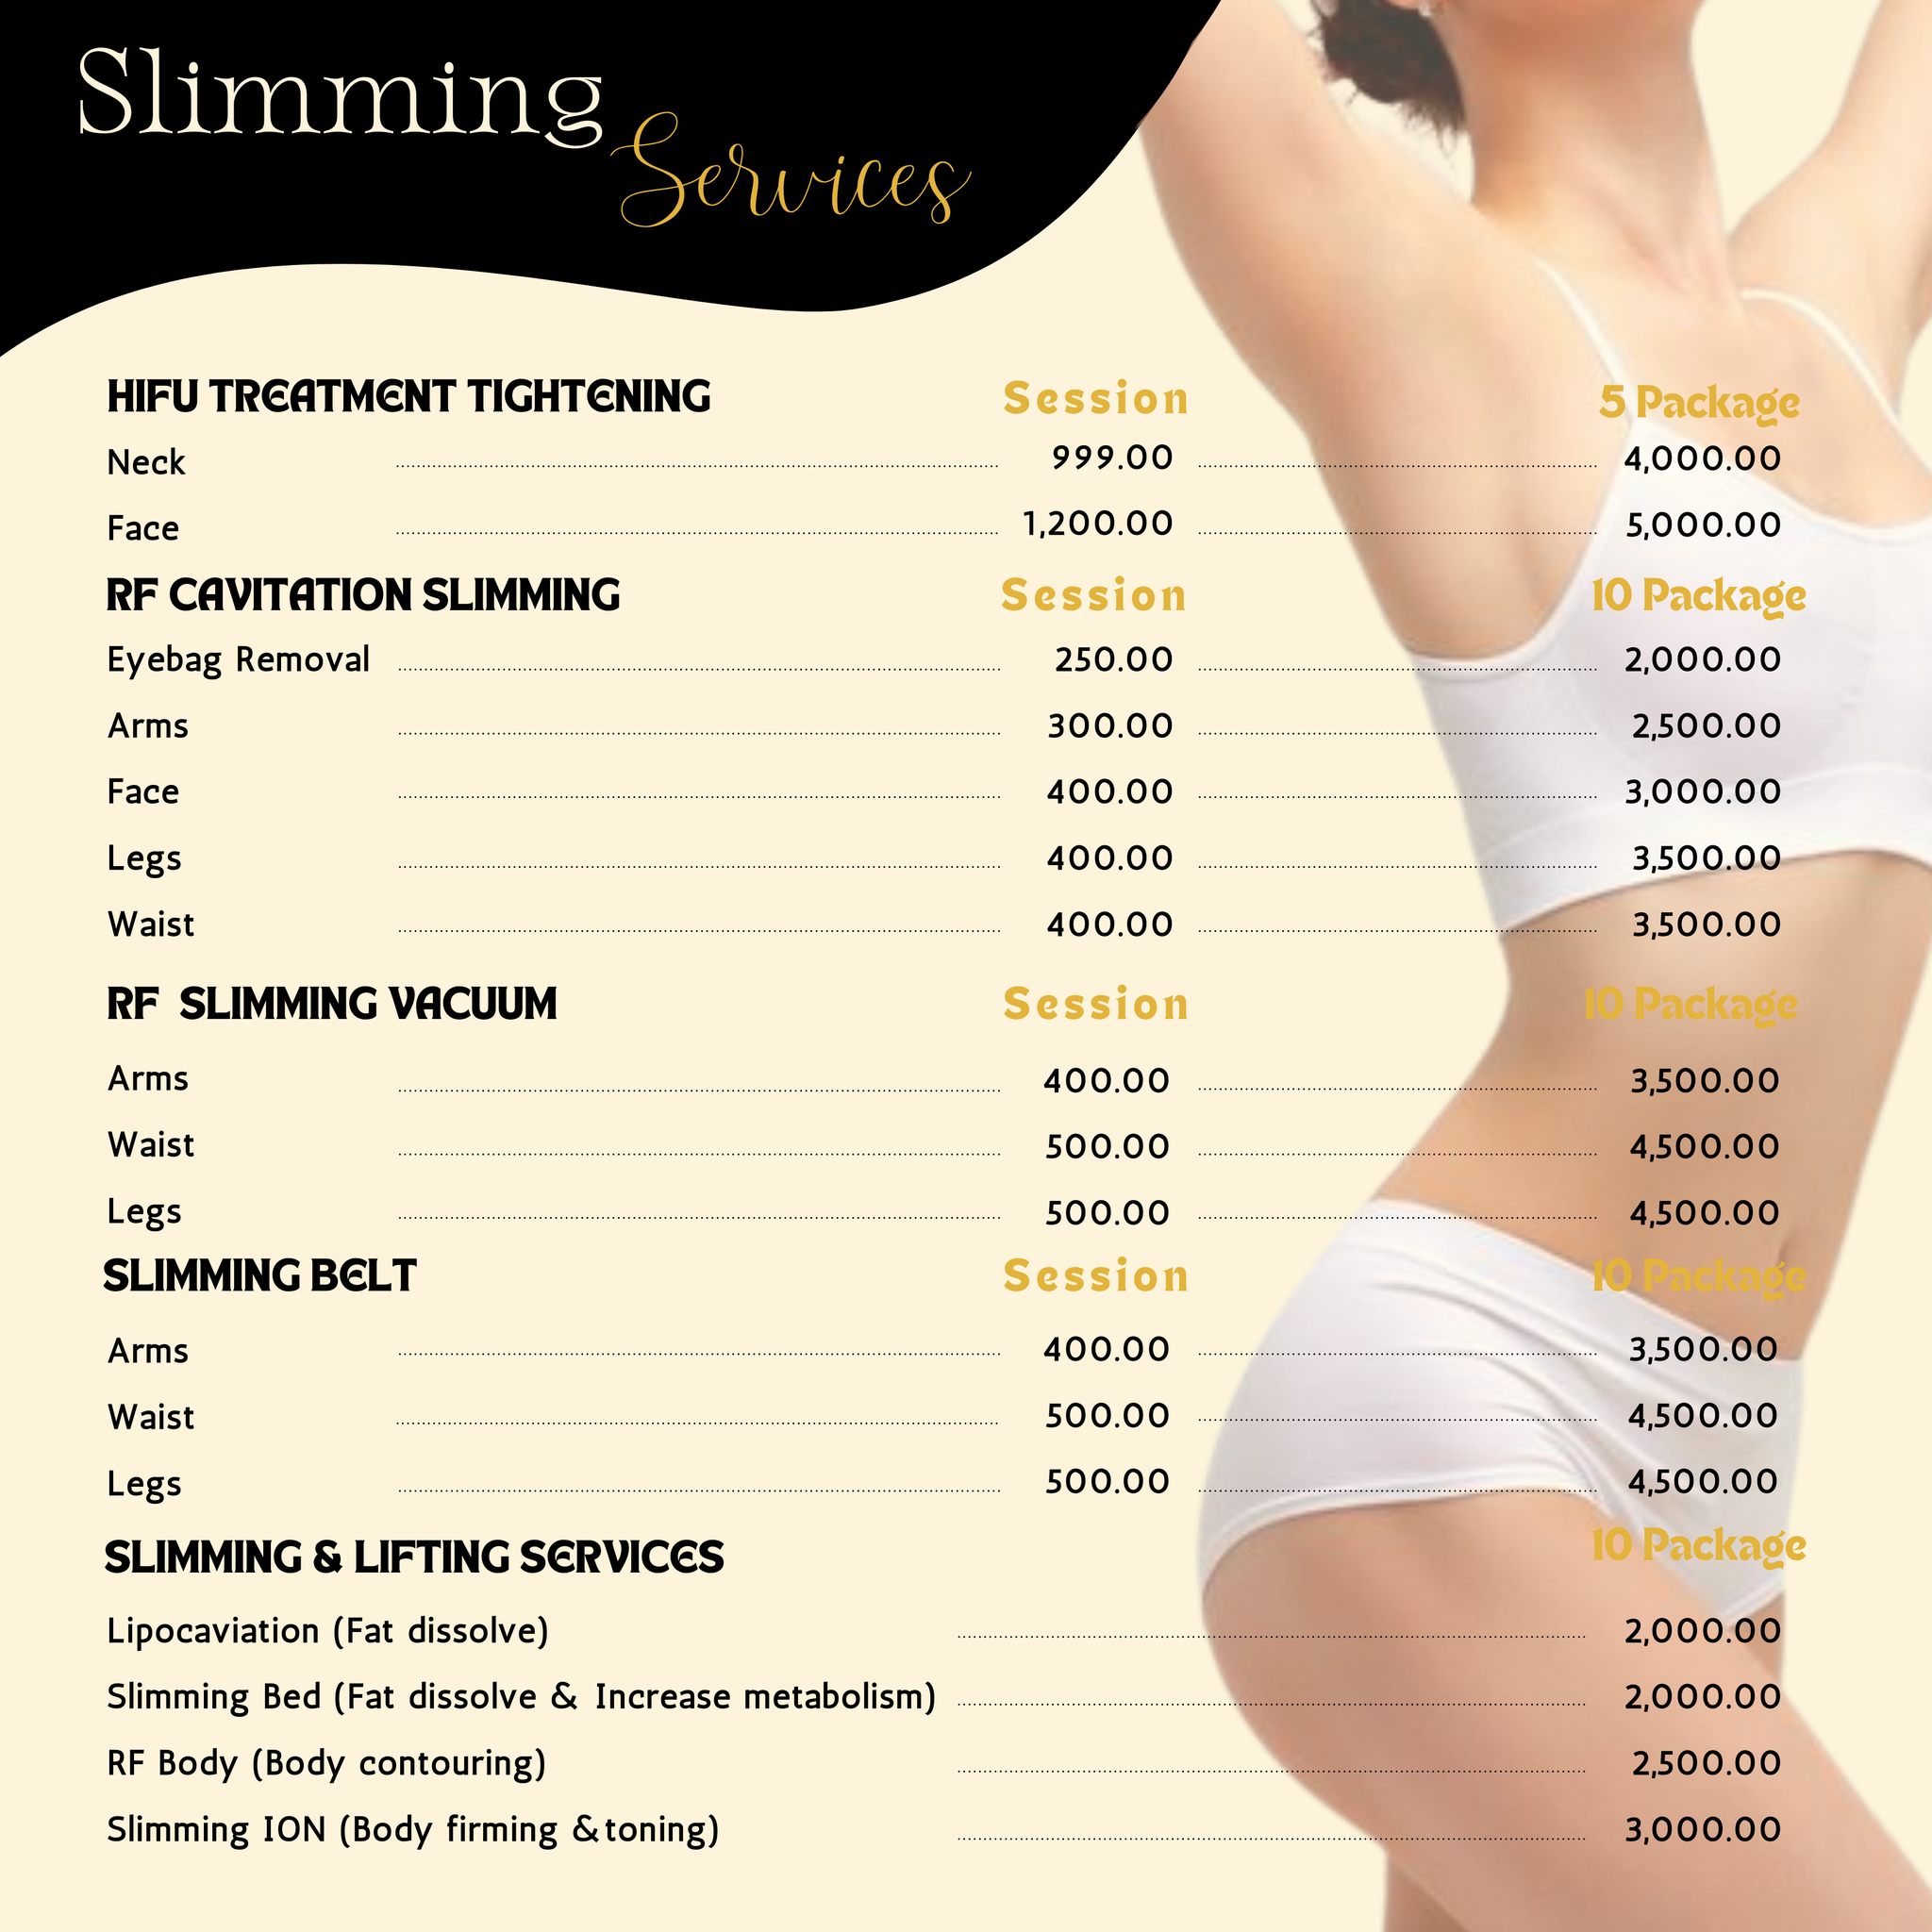 Slimming
Services
HIFU TREATMENT TIGHTENING Session 5 Package
Neck 999.00 4,000.00
Face 1,200.00 5,000.00
RF CAVITATION SLIMMING Session 10 Package
Eyebag Removal 250.00 2,000.00
Arms 300.00 2,500.00
Face 400.00 3,000.00
Legs 400.00 3,500.00
Waist 400.00 3,500.00
RF SLIMMING VACUUM Session 10 Package
Arms 400.00 3,500.00
Waist 500.00 4,500.00
Legs 500.00 4,500.00
SLIMMING BELT Session 10 Package
Arms 400.00 3,500.00
Waist 500.00 4,500.00
Legs 500.00 4,500.00
SLIMMING & LIFTING SERVICES 10 Package
Lipocaviation (Fat dissolve) 2,000.00
Slimming Bed (Fat dissolve & Increase metabolism) 2,000.00
RF Body (Body contouring) 2,500.00
Slimming ION (Body firming & toning) 3,000.00